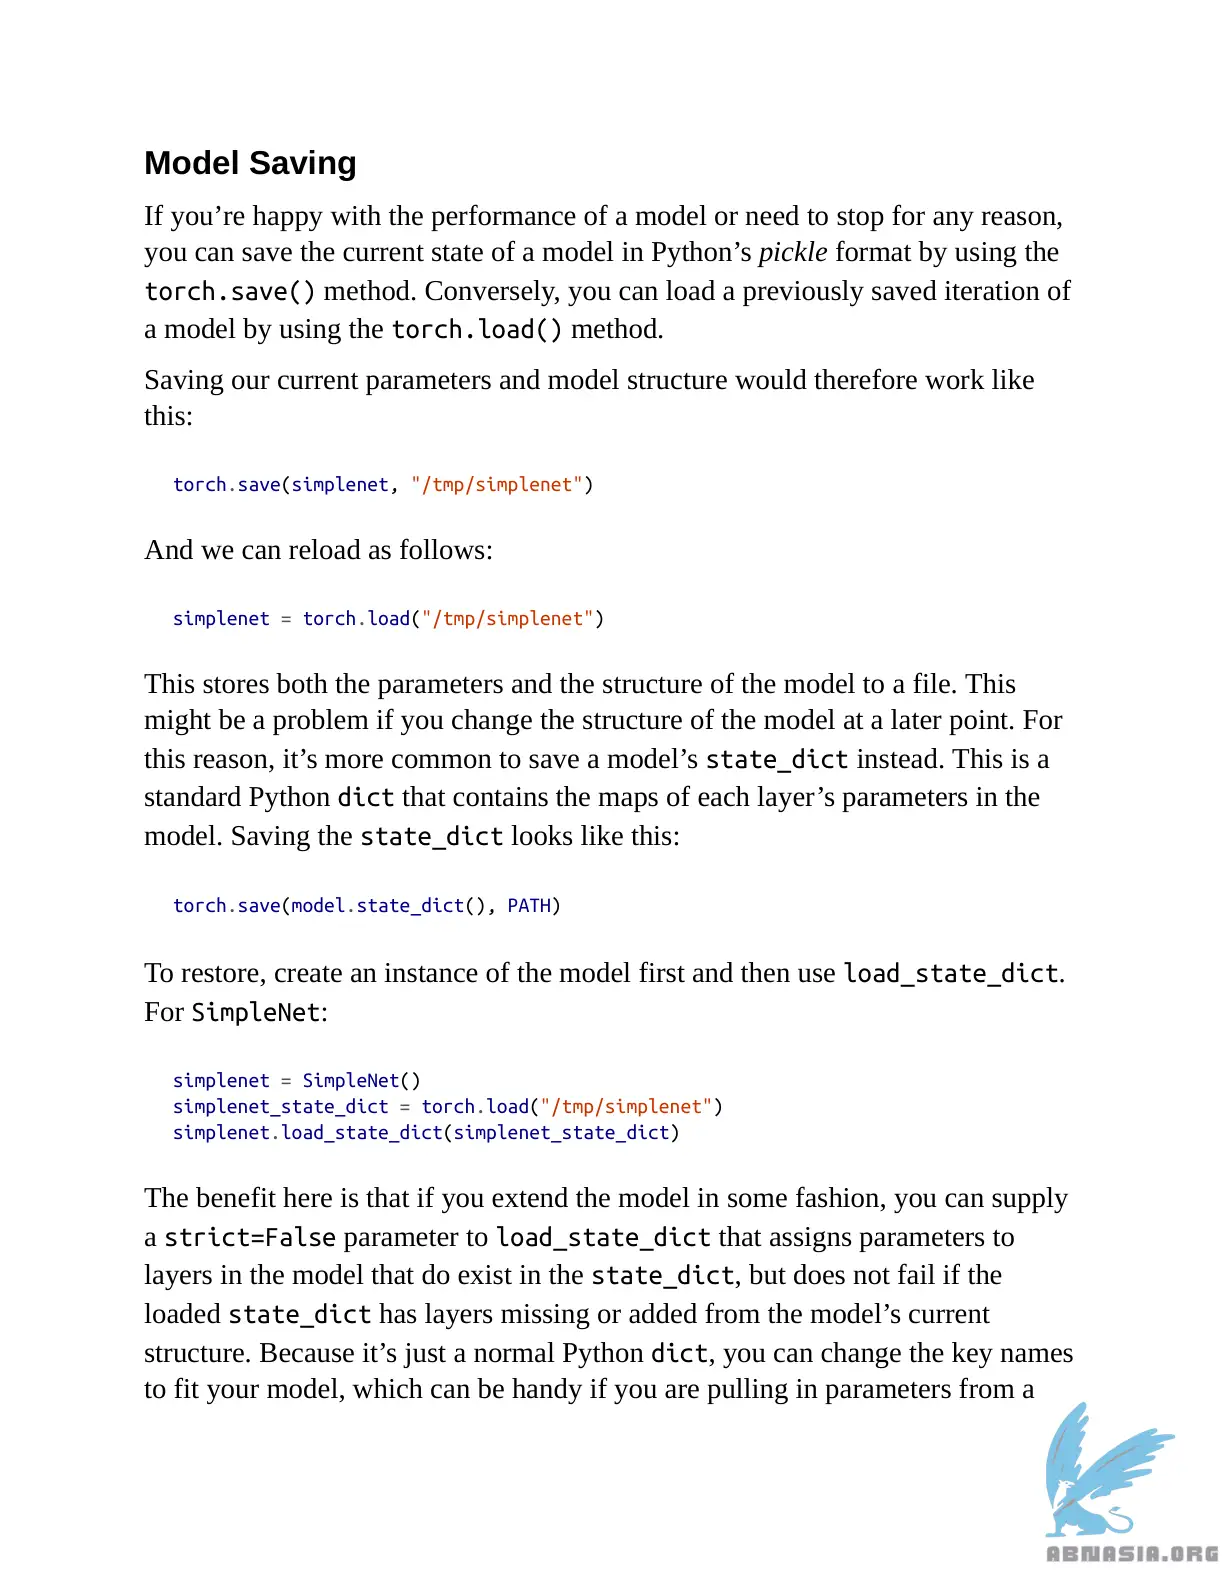 Model Saving
If you’re happy with the performance of a model or need to stop for any reason,
you can save the current state of a model in Python’s pickle format by using the
torch.save() method. Conversely, you can load a previously saved iteration of
a model by using the torch.load() method.
Saving our current parameters and model structure would therefore work like
this:
torch.save(simplenet, "/tmp/simplenet")
And we can reload as follows:
simplenet = torch.load("/tmp/simplenet")
This stores both the parameters and the structure of the model to a file. This
might be a problem if you change the structure of the model at a later point. For
this reason, it’s more common to save a model’s state_dict instead. This is a
standard Python dict that contains the maps of each layer’s parameters in the
model. Saving the state_dict looks like this:
torch.save(model.state_dict(), PATH)
To restore, create an instance of the model first and then use load_state_dict.
For SimpleNet:
simplenet = SimpleNet()
simplenet_state_dict = torch.load("/tmp/simplenet")
simplenet.load_state_dict(simplenet_state_dict)
The benefit here is that if you extend the model in some fashion, you can supply
a strict=False parameter to load_state_dict that assigns parameters to
layers in the model that do exist in the state_dict, but does not fail if the
loaded state_dict has layers missing or added from the model’s current
structure. Because it’s just a normal Python dict, you can change the key names
to fit your model, which can be handy if you are pulling in parameters from a
ABNASIA.ORG